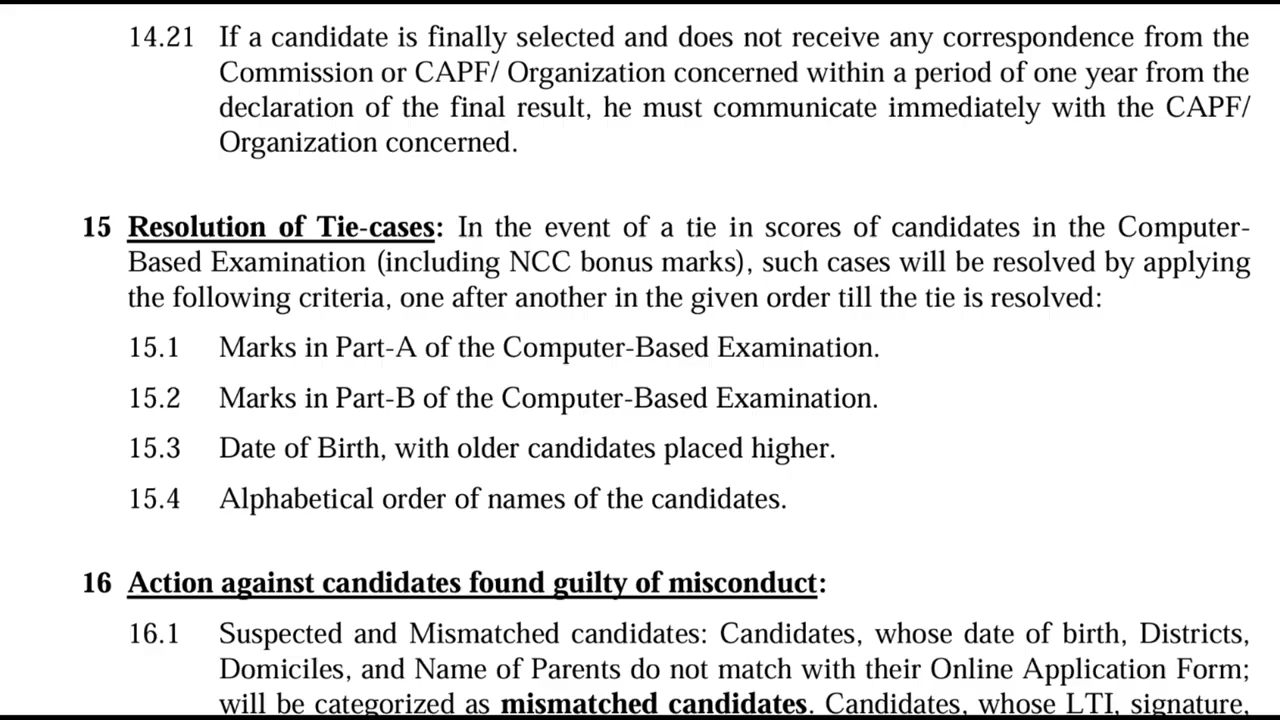 14.21 If a candidate is finally selected and does not receive any correspondence from the
Commission or CAPF/ Organization concerned within a period of one year from the
declaration of the final result, he must communicate immediately with the CAPF/
Organization concerned.
15 Resolution of Tie-cases: In the event of a tie in scores of candidates in the Computer-
Based Examination (including NCC bonus marks), such cases will be resolved by applying
the following criteria, one after another in the given order till the tie is resolved:
15.1 Marks in Part-A of the Computer-Based Examination.
15.2 Marks in Part-B of the Computer-Based Examination.
15.3 Date of Birth, with older candidates placed higher.
15.4 Alphabetical order of names of the candidates.
16 Action against candidates found guilty of misconduct:
16.1 Suspected and Mismatched candidates: Candidates, whose date of birth, Districts,
Domiciles, and Name of Parents do not match with their Online Application Form;
will be categorized as mismatched candidates. Candidates, whose LTI, signature,